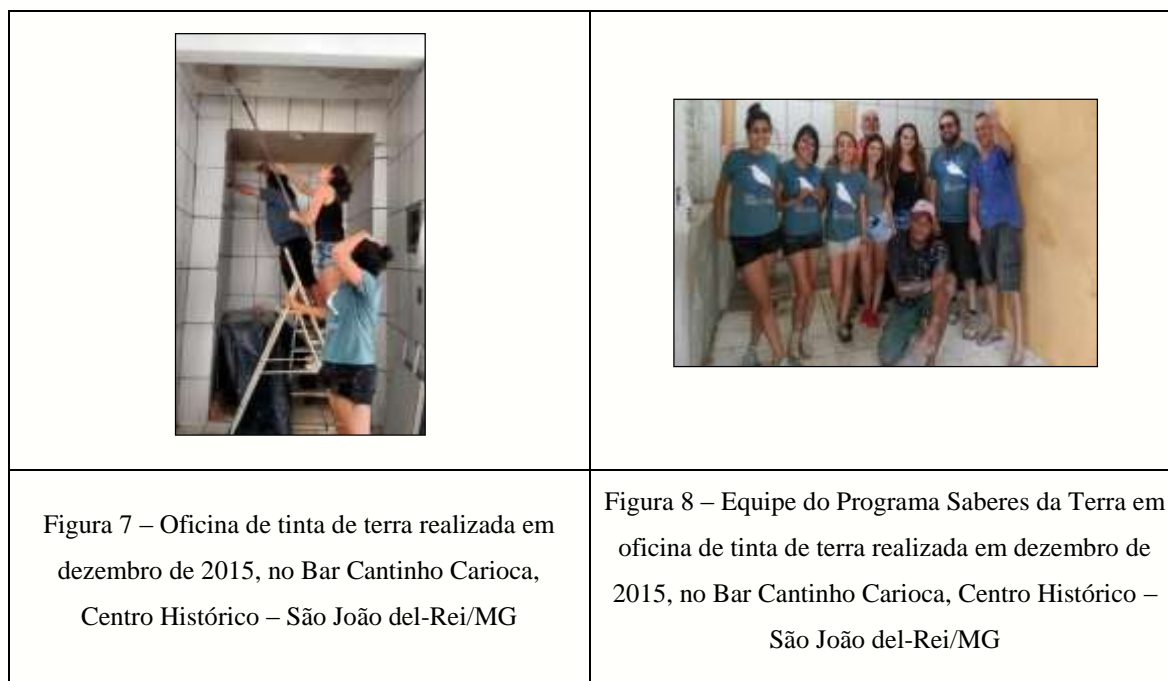 Figura 7 – Oficina de tinta de terra realizada em
dezembro de 2015, no Bar Cantinho Carioca,
Centro Histórico – São João del-Rei/MG
Figura 8 – Equipe do Programa Saberes da Terra em
oficina de tinta de terra realizada em dezembro de
2015, no Bar Cantinho Carioca, Centro Histórico –
São João del-Rei/MG